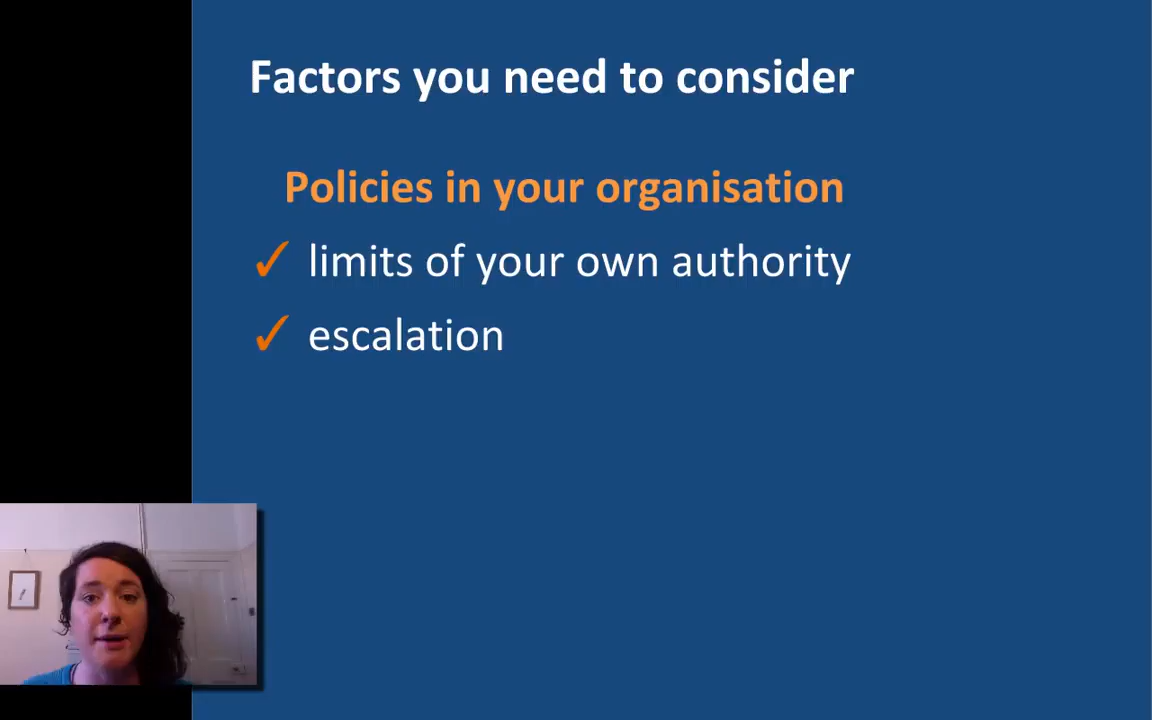 Factors you need to consider
Policies in your organisation
✓ limits of your own authority
✓ escalation